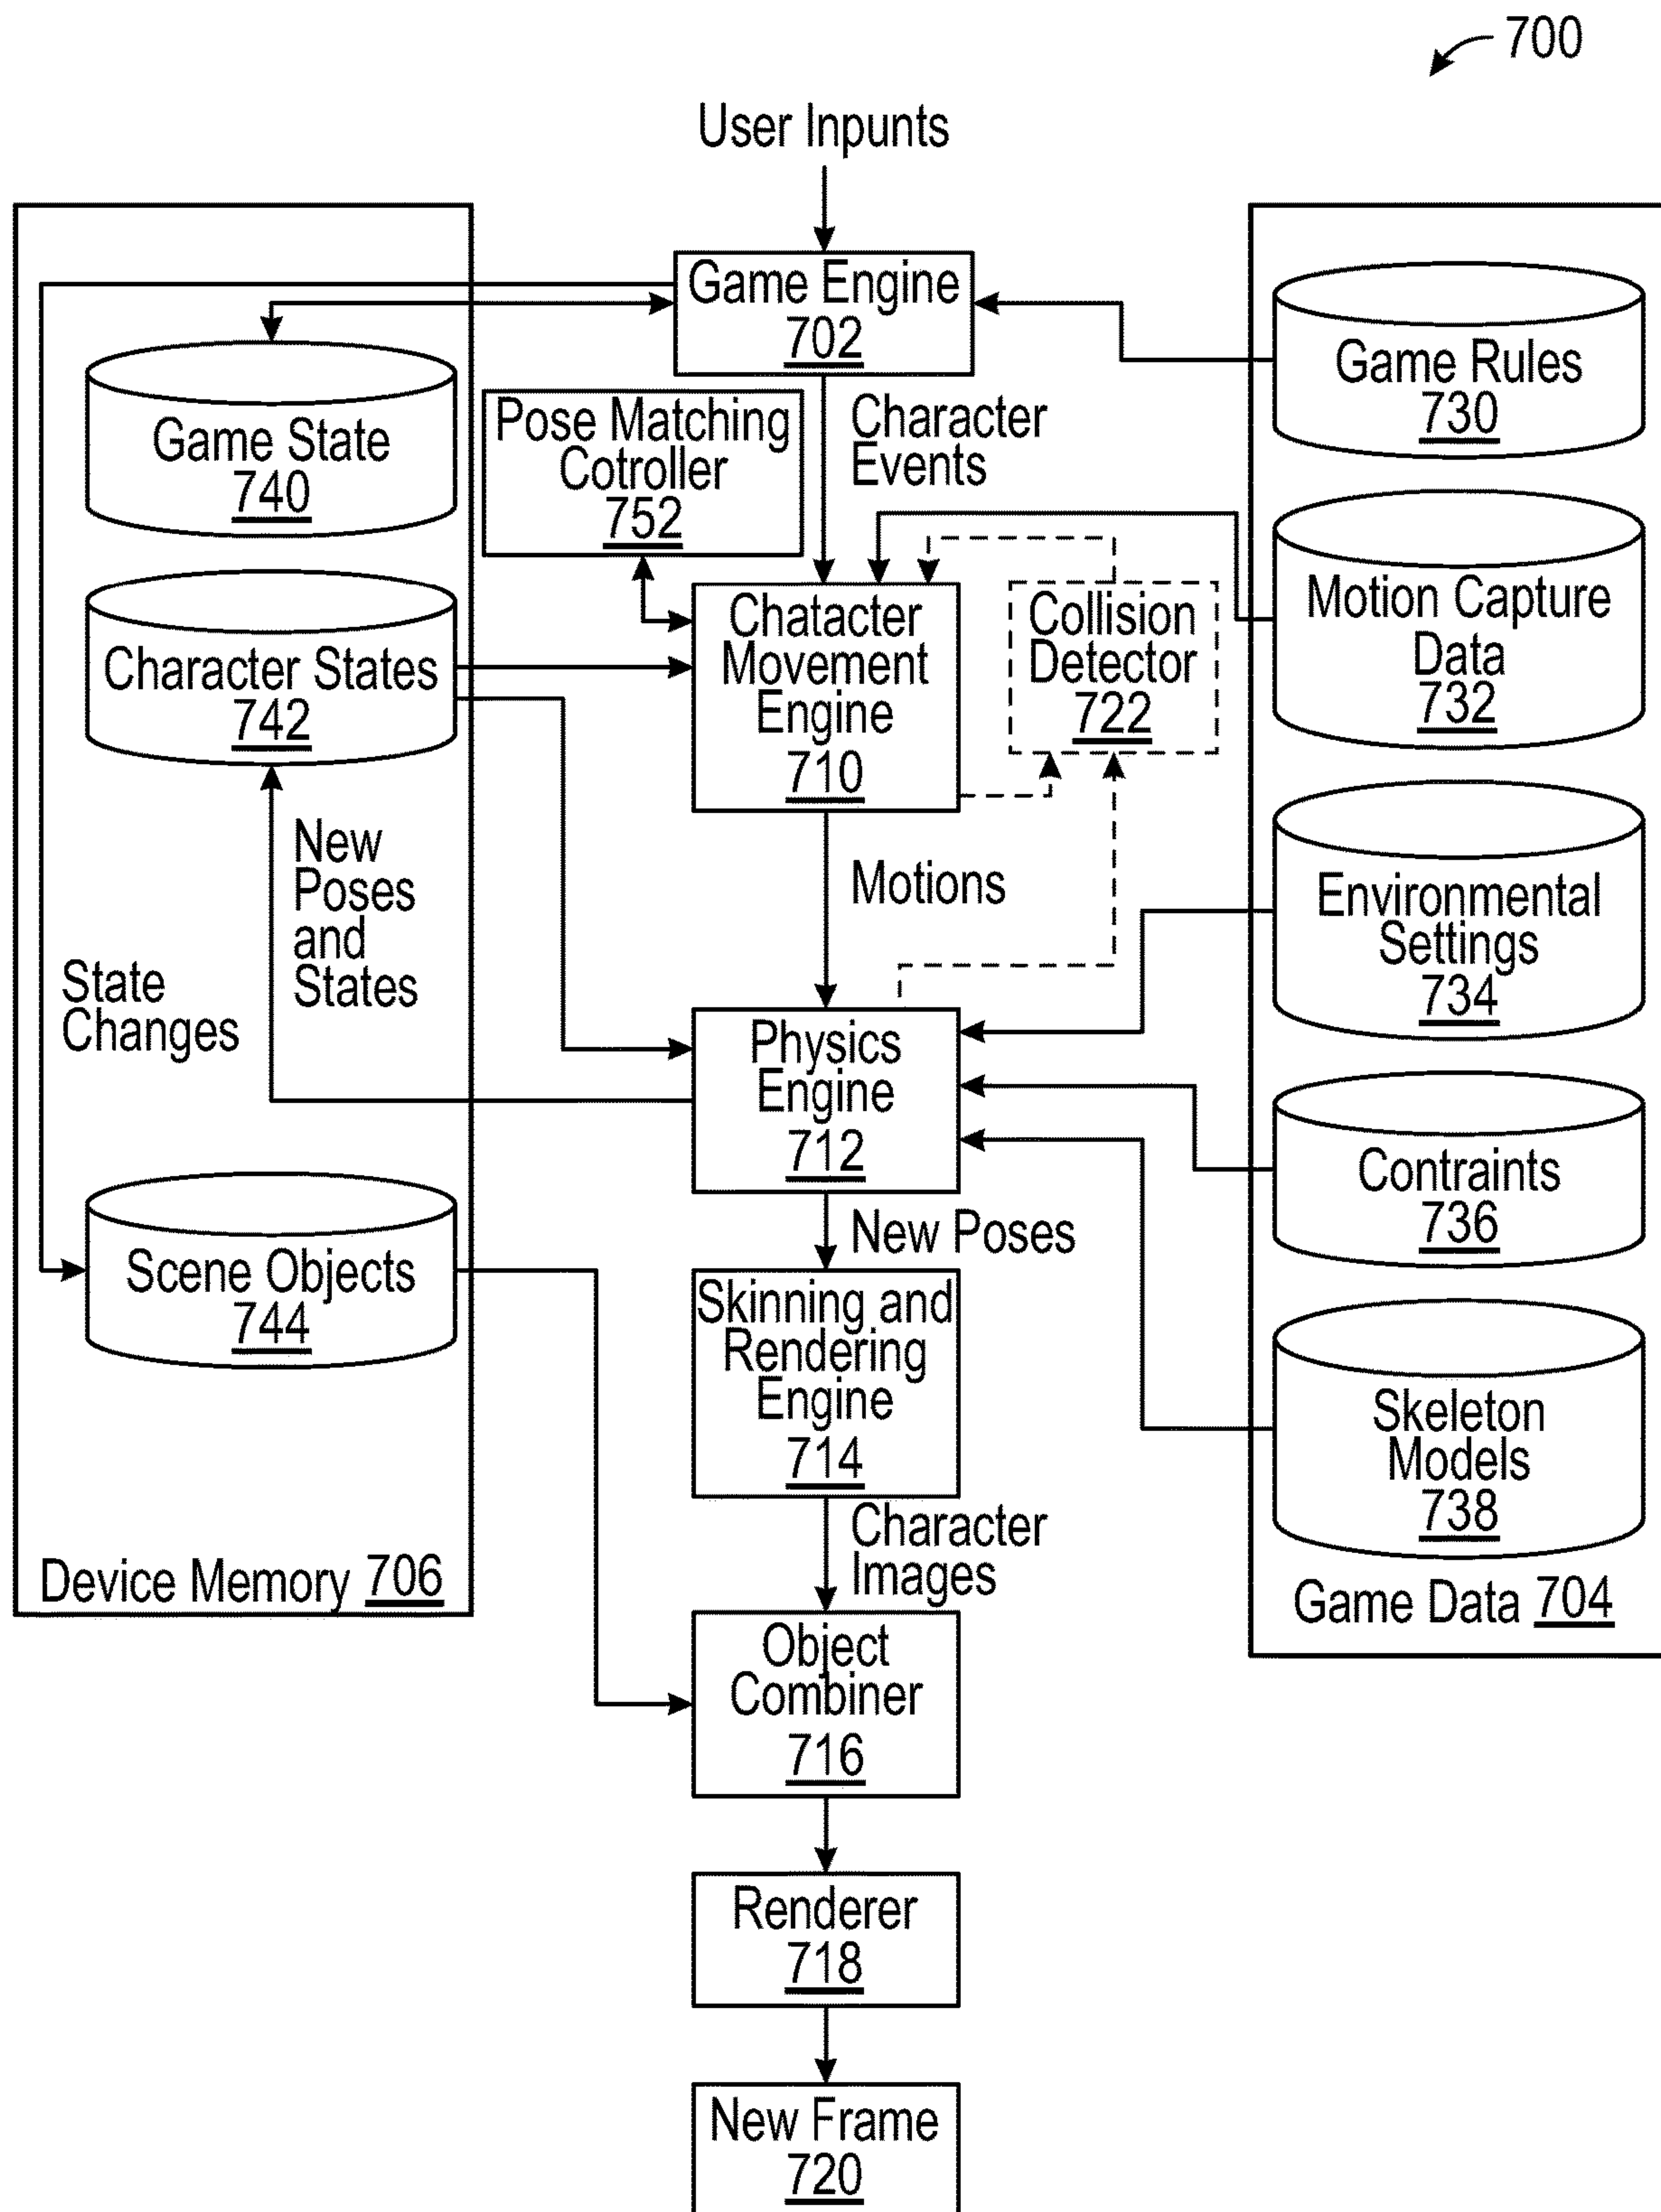 700
User Inpunts
Game Engine
702
Game Rules
730
Game State
740
Pose Matching
Cotroller
752
Character
Events
Motion Capture
Data
732
Character States
742
Chatacter
Movement
Engine
710
Collision
Detector
722
New
Poses
and
States
State
Changes
Motions
Environmental
Settings
734
Physics
Engine
712
Contraints
736
New Poses
Scene Objects
744
Skinning and
Rendering
Engine
714
Skeleton
Models
738
Character
Images
Device Memory 706
Game Data 704
Object
Combiner
716
Renderer
718
New Frame
720